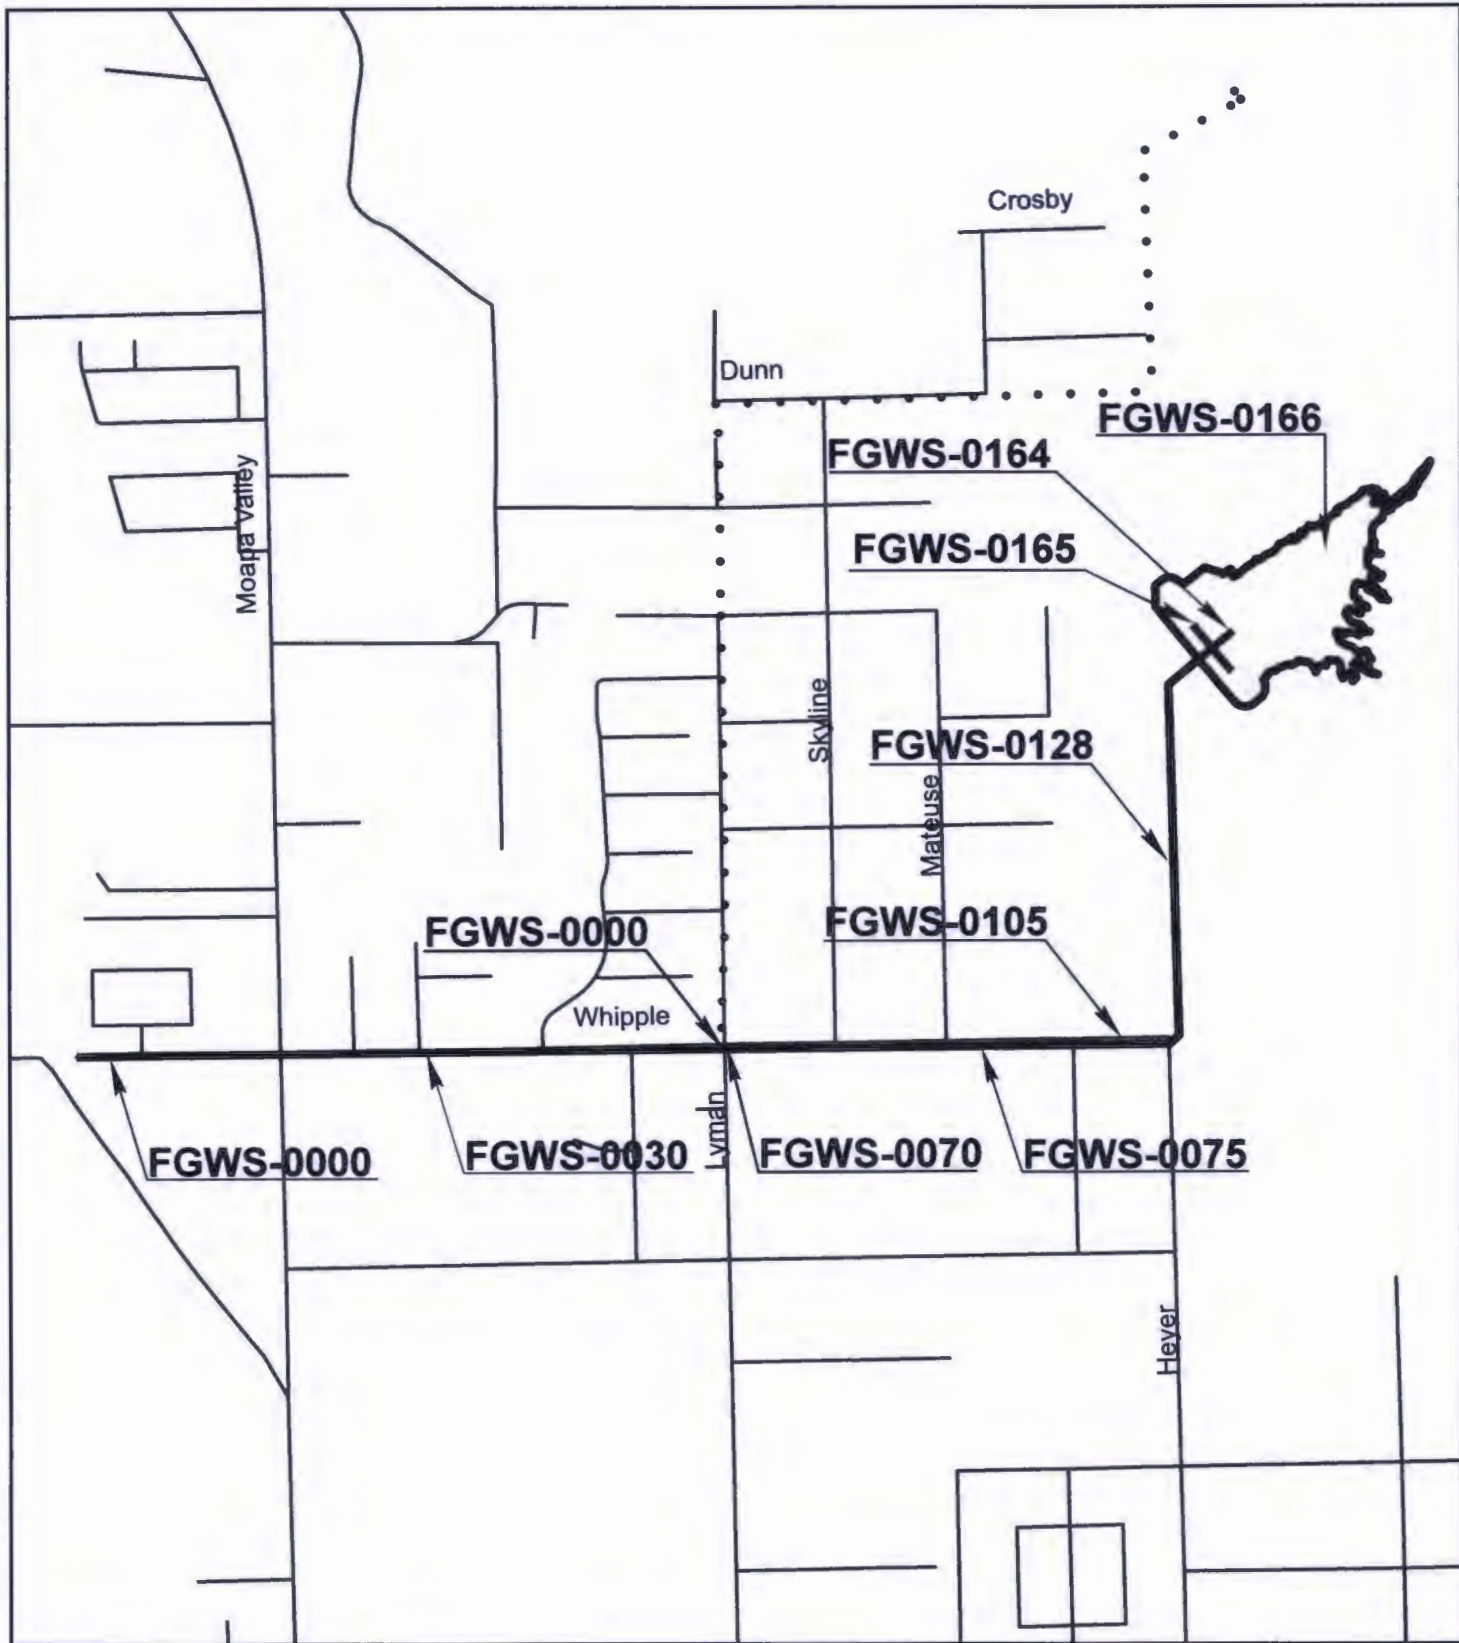 Crosby
Dunn
FGWS-0166
FGWS-0164
Moapa Valley
FGWS-0165
Skyline
FGWS-0128
Mateuse
FGWS-0105
FGWS-0000
Whipple
Lyman
FGWS-0000
FGWS-0030
FGWS-0070
FGWS-0075
Heyer